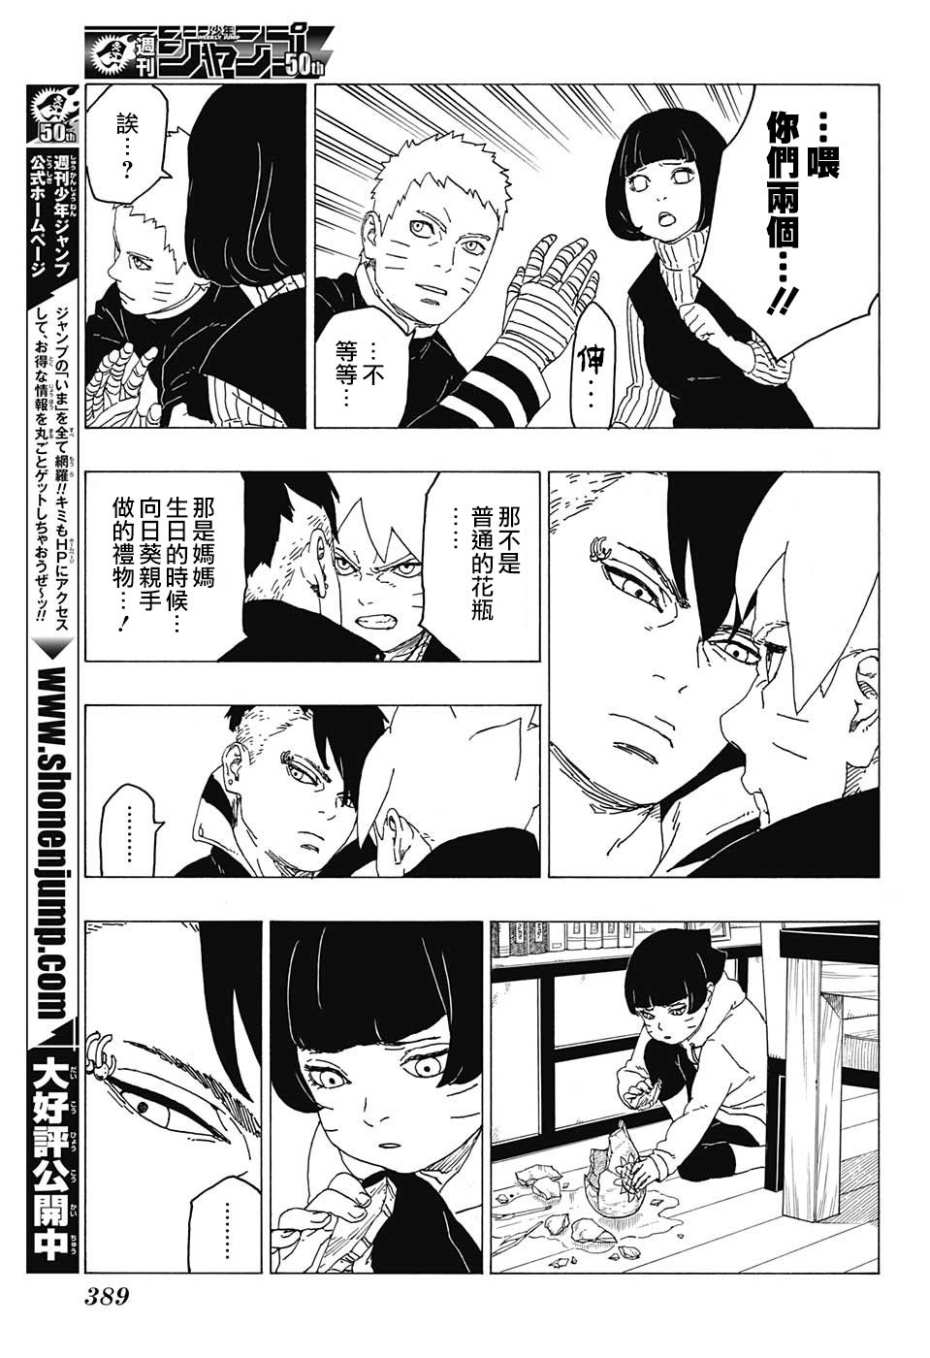 少年
WEEKLY JUMP
週刊
ジャンプ
50th
…喂
你們兩個…!!
伸…
…不
等等…
誒
…?
那不是
普通的花瓶
……
那是媽媽
生日的時候…
向日葵親手
做的禮物…!
………
………
50th
週刊少年ジャンプ
公式ホームページ
ジャンプの「いま」を全て網羅!!キミもHPにアクセス
して、お得な情報を丸ごとゲットしちゃおうぜ〜ッ!!
www.shonenjump.com
大好評公開中
389